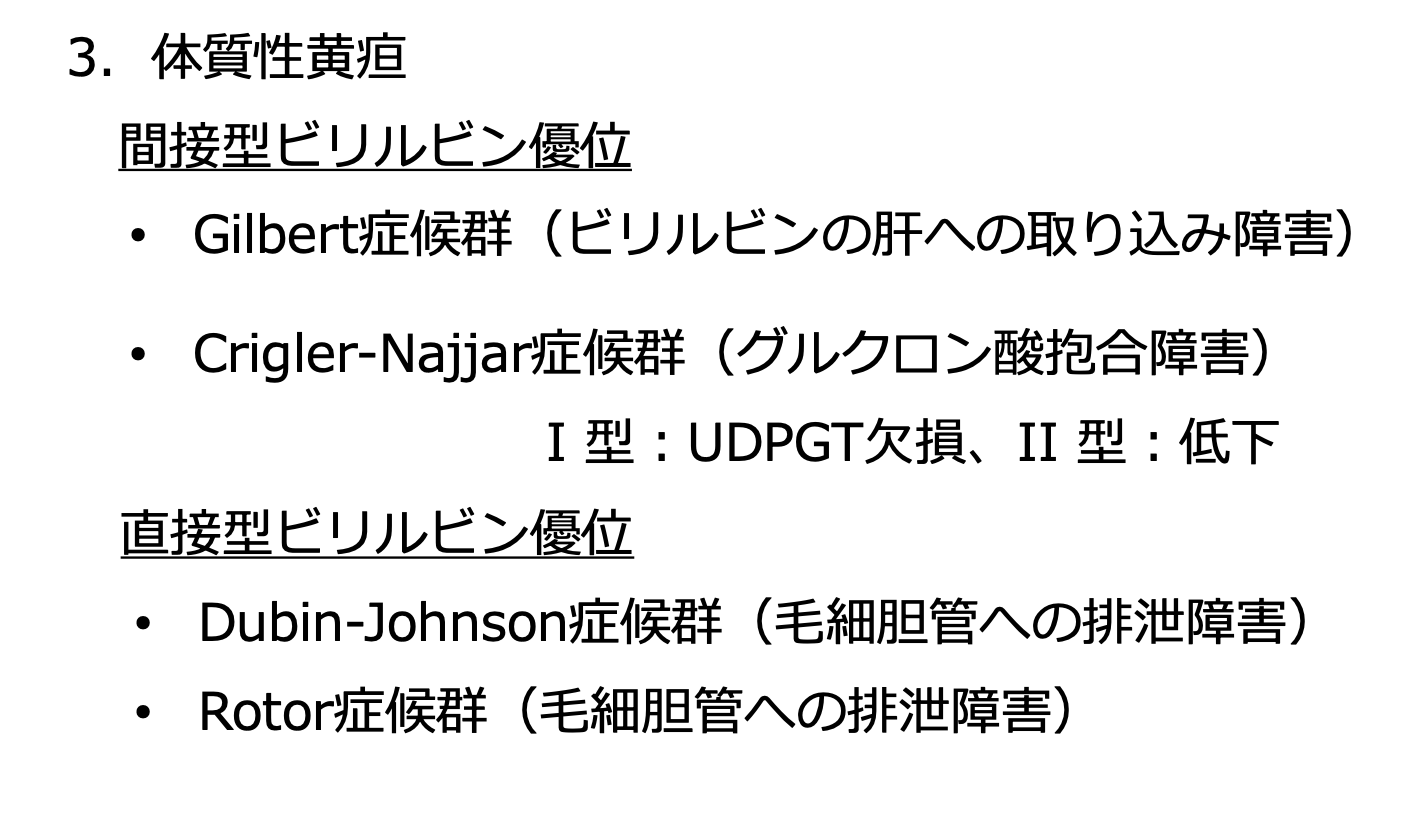 3. 体質性黄疸
間接型ビリルビン優位
• Gilbert症候群（ビリルビンの肝への取り込み障害）
• Crigler-Najjar症候群（グルクロン酸抱合障害）
I 型：UDPGT欠損、II 型：低下
直接型ビリルビン優位
• Dubin-Johnson症候群（毛細胆管への排泄障害）
• Rotor症候群（毛細胆管への排泄障害）